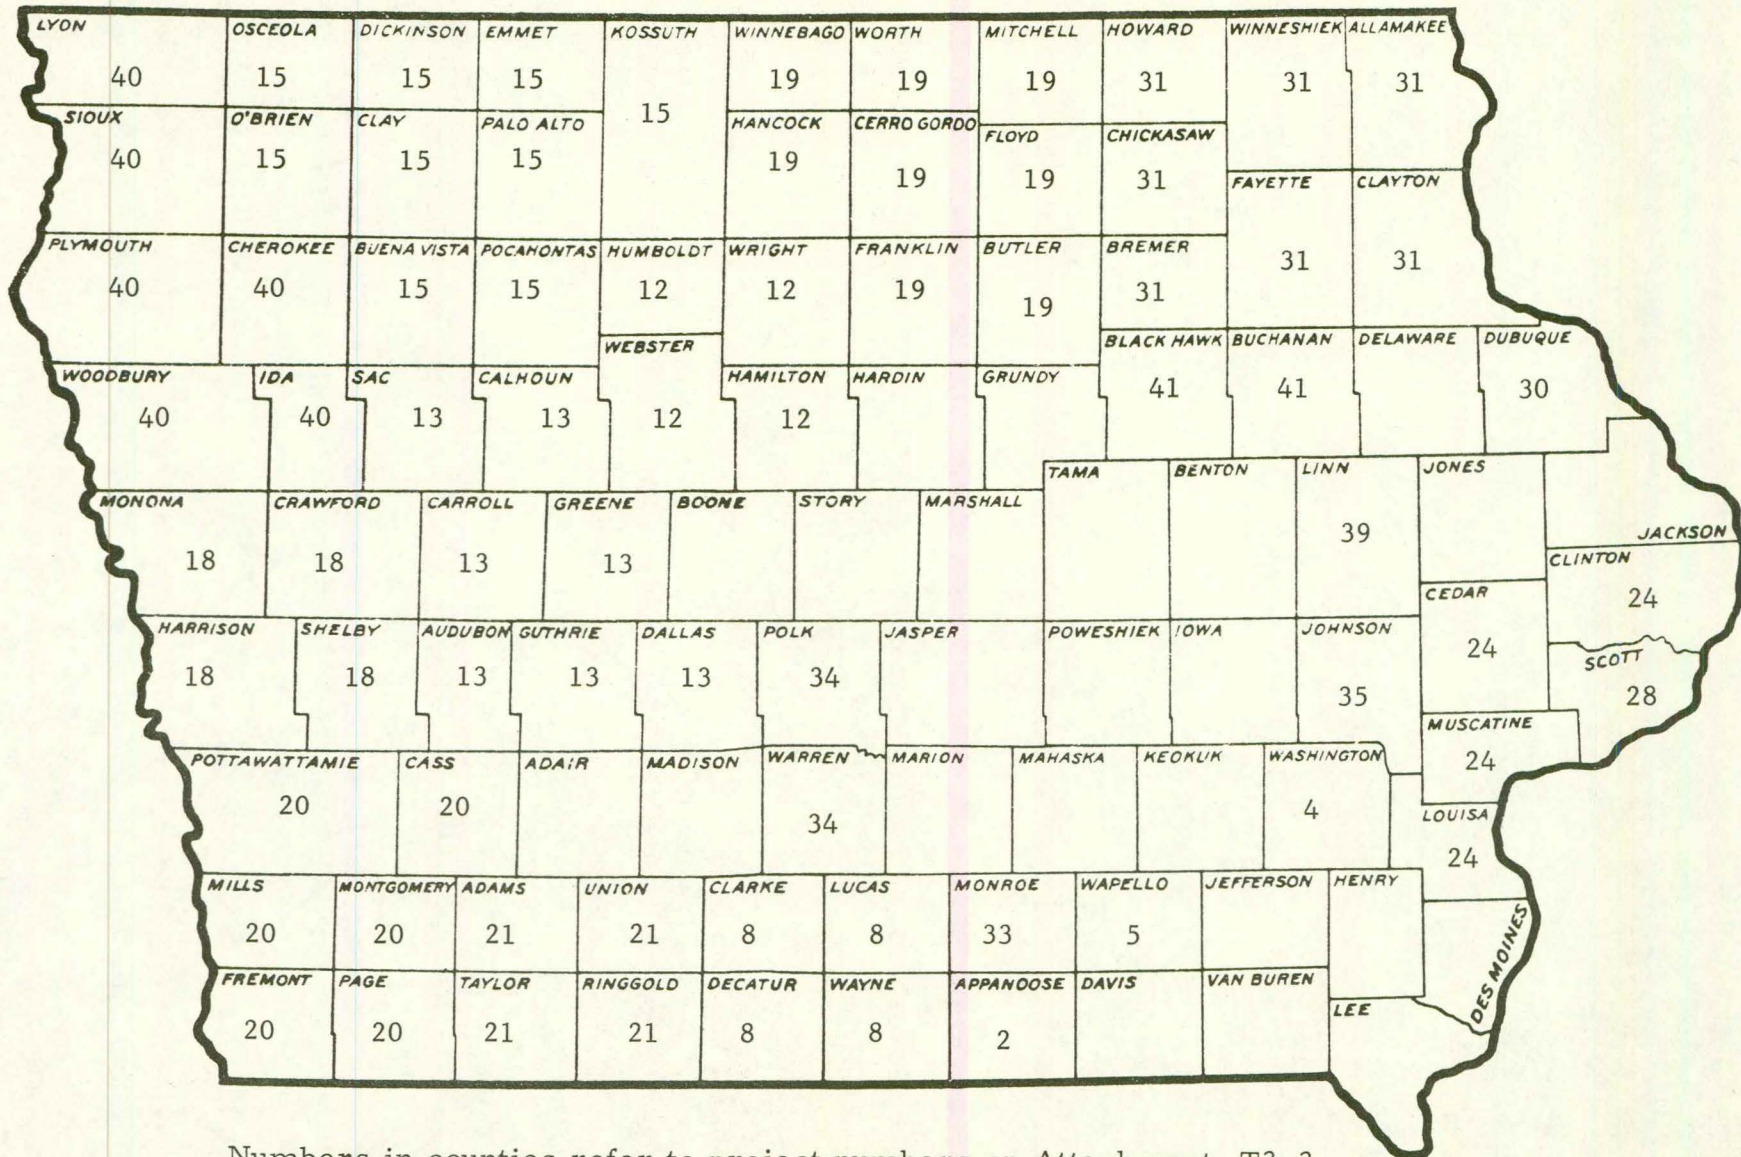 LYON OSCEOLA DICKINSON EMMET KOSSUTH WINNEBAGO WORTH MITCHELL HOWARD WINNESHIEK ALLAMAKEE
40 15 15 15 15 19 19 19 31 31 31
SIOUX O'BRIEN CLAY PALO ALTO HANCOCK CERRO GORDO FLOYD CHICKASAW
40 15 15 15 19 19 19 31
FAYETTE CLAYTON
31 31
PLYMOUTH CHEROKEE BUENA VISTA POCAHONTAS HUMBOLDT WRIGHT FRANKLIN BUTLER BREMER
40 40 15 15 12 12 19 19 31
WEBSTER BLACK HAWK BUCHANAN DELAWARE DUBUQUE
12 41 41 30
WOODBURY IDA SAC CALHOUN HAMILTON HARDIN GRUNDY
40 40 13 13 12
TAMA BENTON LINN JONES JACKSON
39
MONONA CRAWFORD CARROLL GREENE BOONE STORY MARSHALL
18 18 13 13
CLINTON
24
CEDAR
24
HARRISON SHELBY AUDUBON GUTHRIE DALLAS POLK JASPER POWESHIEK IOWA JOHNSON
18 18 13 13 13 34 35
SCOTT
28
MUSCATINE
24
POTTAWATTAMIE CASS ADAIR MADISON WARREN MARION MAHASKA KEOKUK WASHINGTON
20 20 34 4
LOUISA
24
MILLS MONTGOMERY ADAMS UNION CLARKE LUCAS MONROE WAPELLO JEFFERSON HENRY
20 20 21 21 8 8 33 5
DES MOINES
FREMONT PAGE TAYLOR RINGGOLD DECATUR WAYNE APPANOOSE DAVIS VAN BUREN LEE
20 20 21 21 8 8 2
Numbers in counties refer to project numbers on Attachment